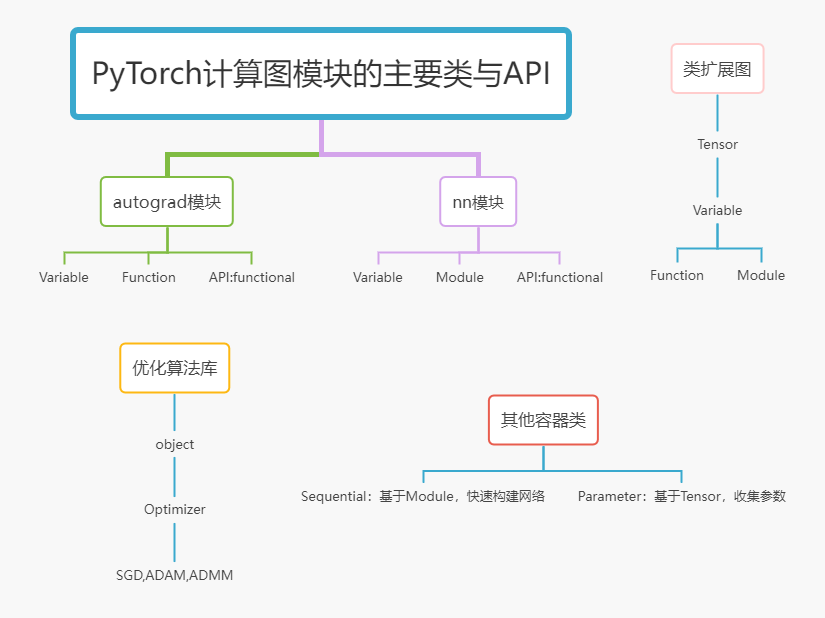 PyTorch计算图模块的主要类与API
autograd模块
Variable
Function
API:functional
nn模块
Variable
Module
API:functional
类扩展图
Tensor
Variable
Function
Module
优化算法库
object
Optimizer
SGD,ADAM,ADMM
其他容器类
Sequential：基于Module，快速构建网络
Parameter：基于Tensor，收集参数